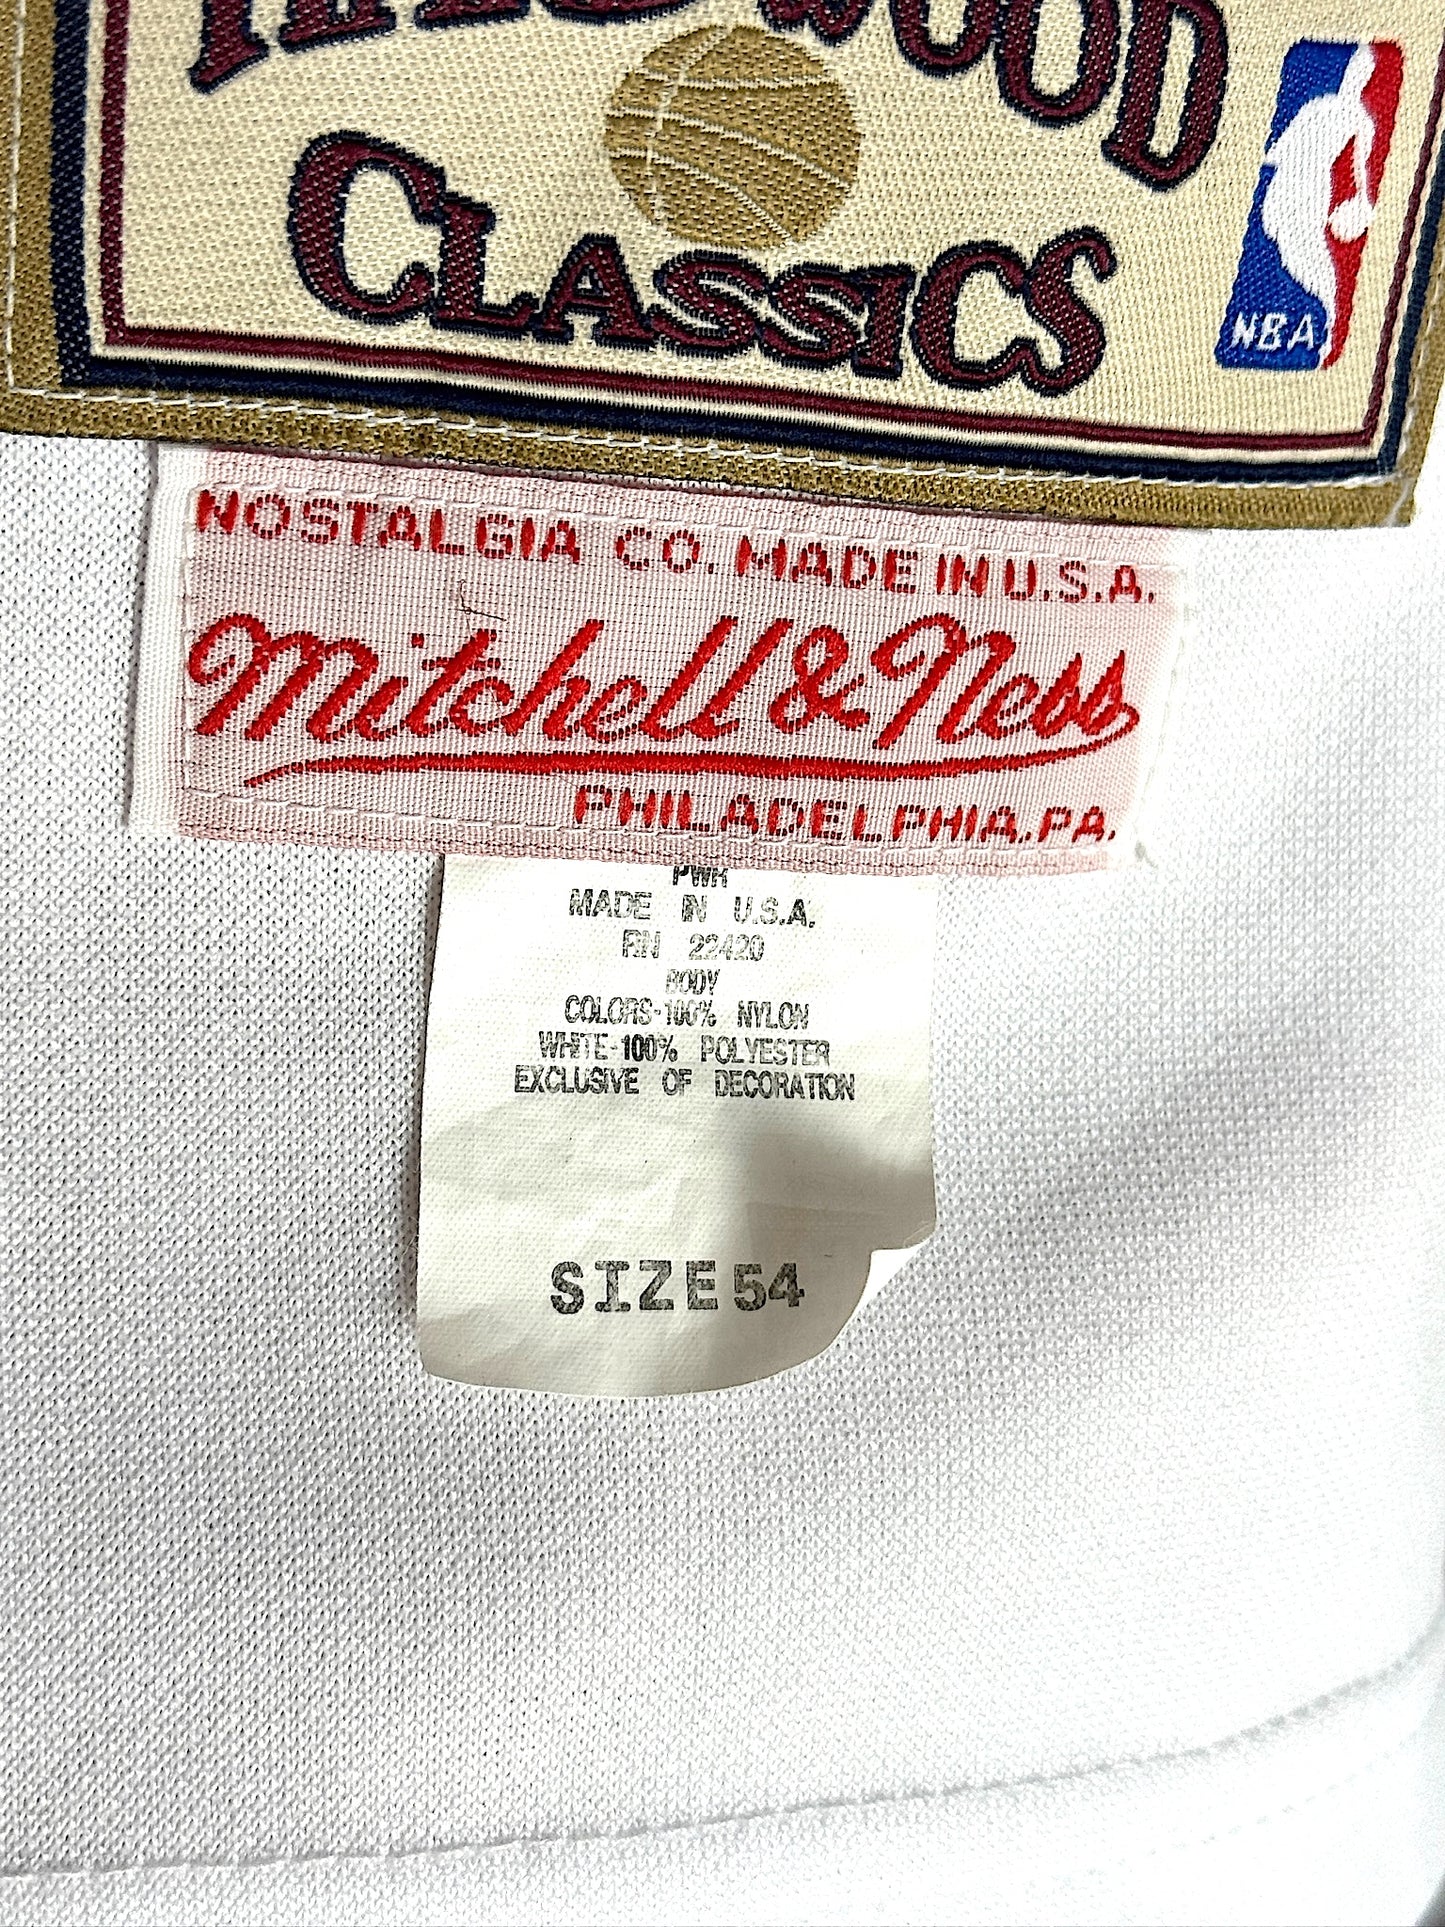 HARDWOOD
CLASSICS
NBA
NOSTALGIA CO. MADE IN U.S.A.
Mitchell & Ness
PHILADELPHIA, PA.
PWR
MADE IN U.S.A.
RN 22420
BODY
COLORS-100% NYLON
WHITE-100% POLYESTER
EXCLUSIVE OF DECORATION
SIZE 54